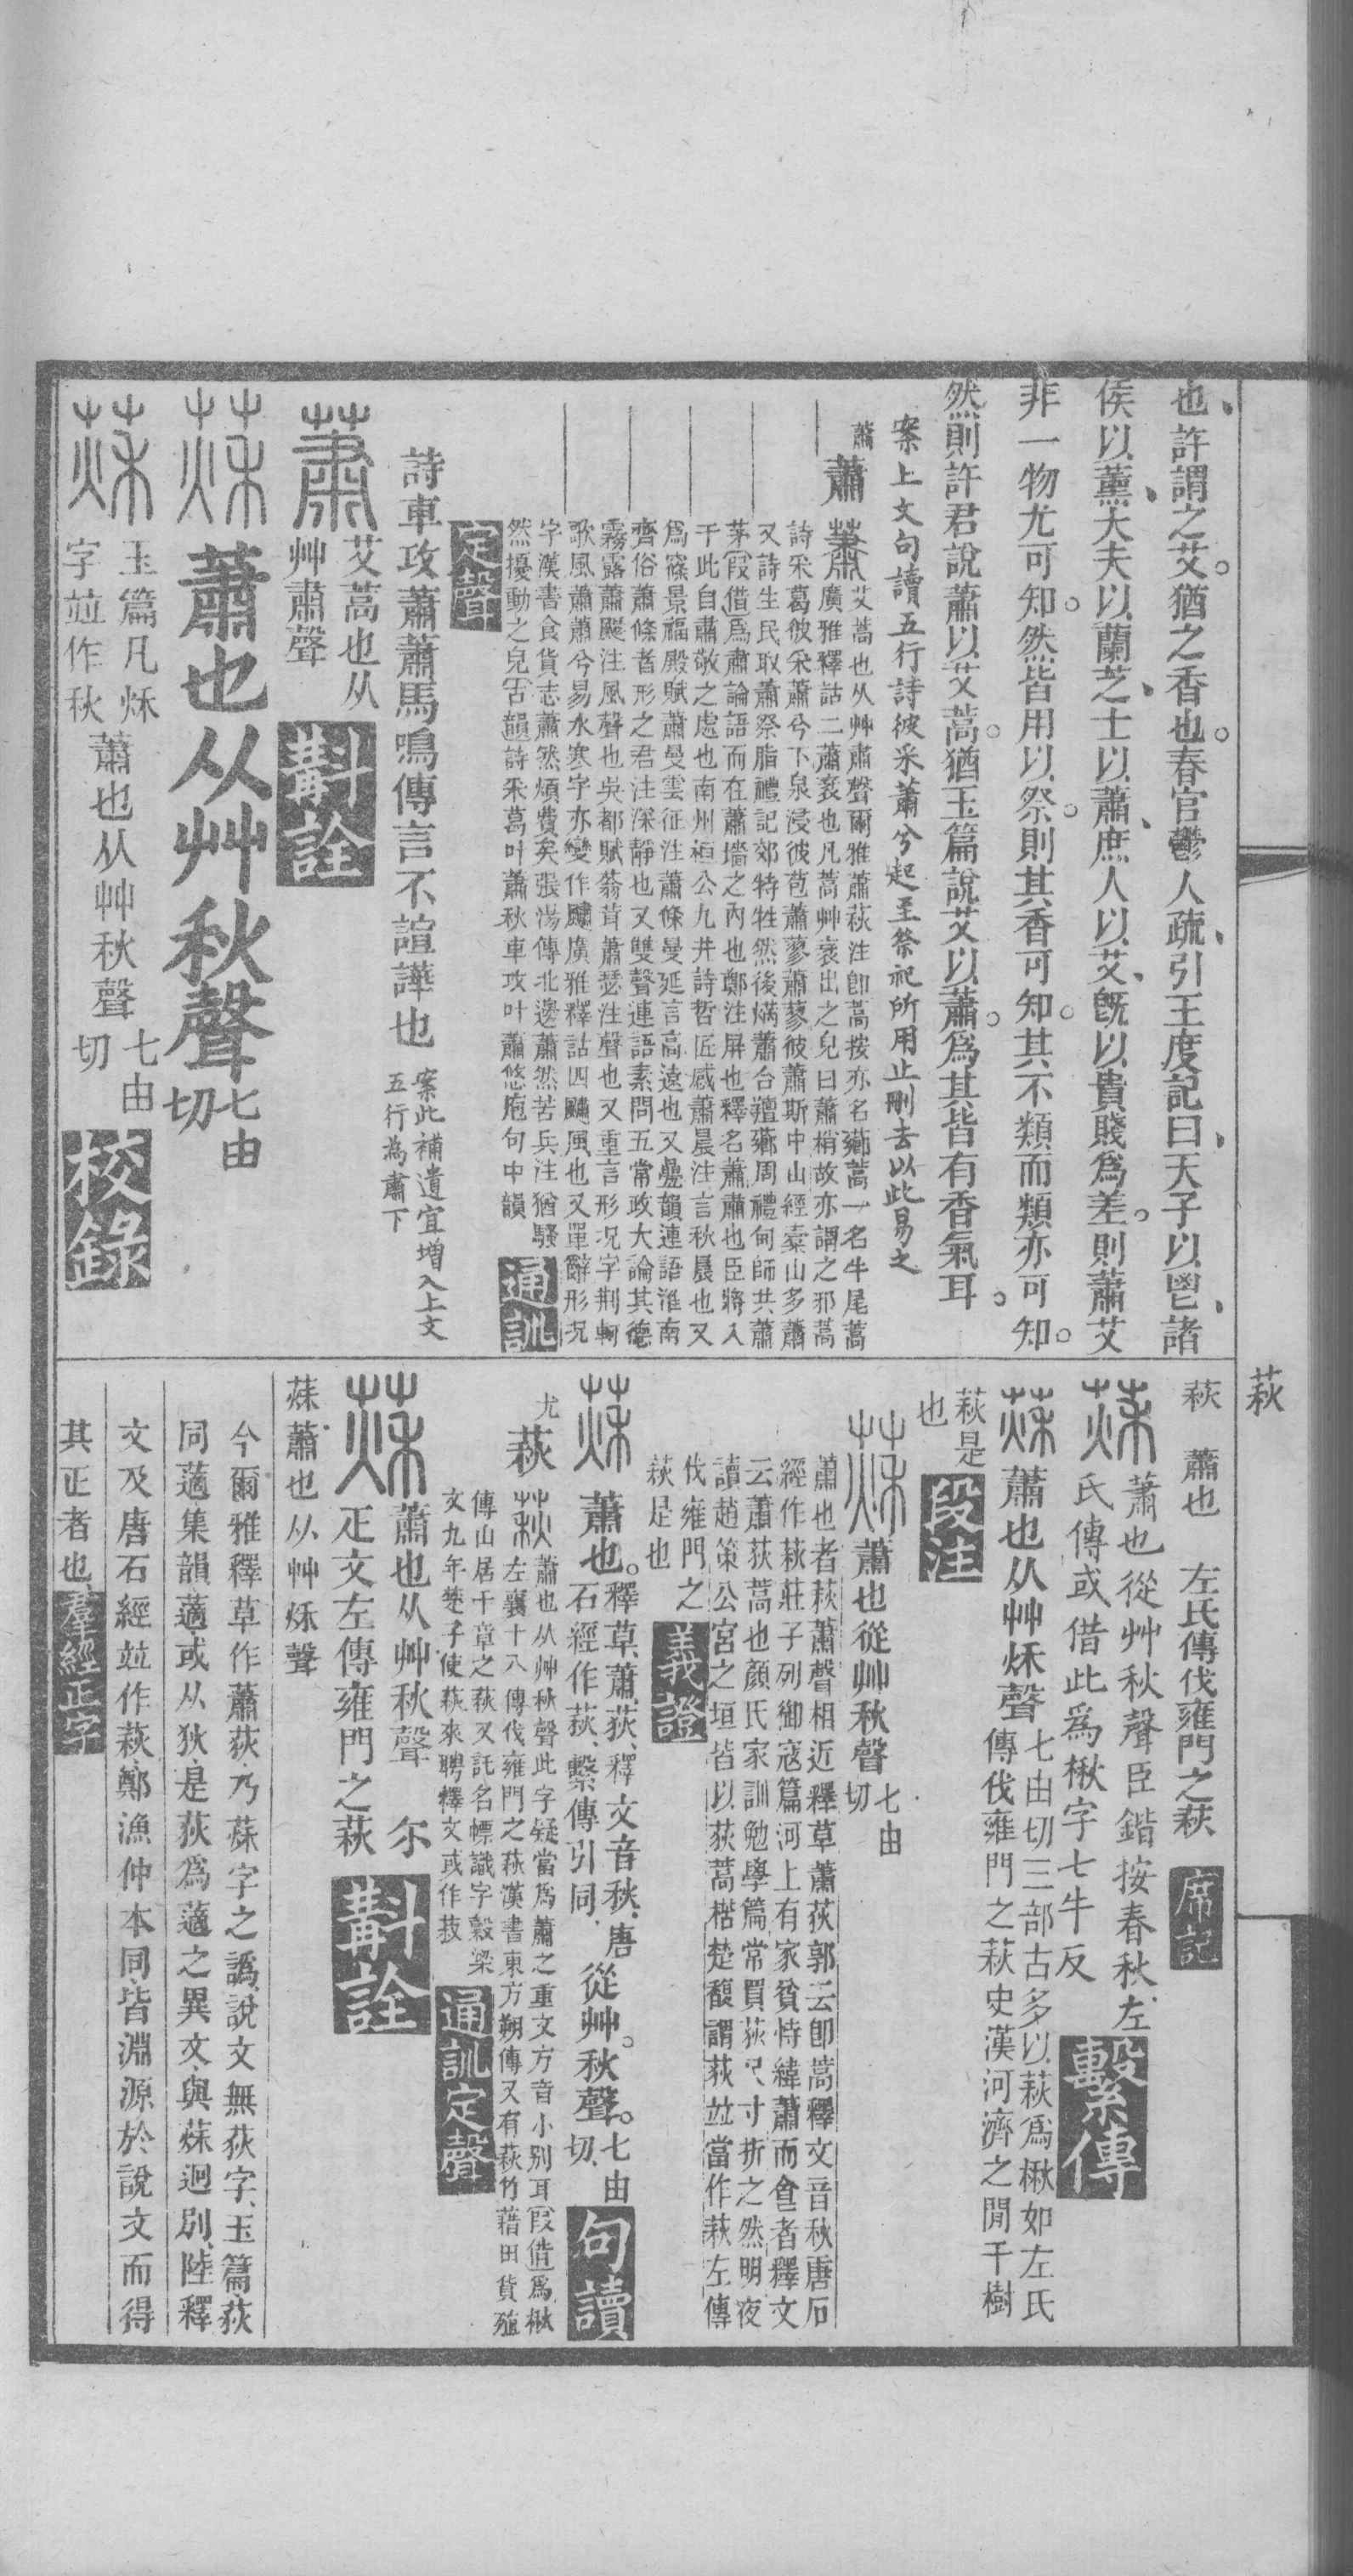 也許謂之艾。猶之香也。春官鬱人疏引王度記曰天子以鬯諸
侯以薰大夫以蘭芝士以蕭庶人以艾旣以貴賤爲差。則蕭艾
非一物尤可知。然皆用以祭。則其香可知。其不類而類亦可知。
然則許君說蕭以艾蒿。猶玉篇說艾以蕭。爲其皆有香氣耳。
案上文句讀五行詩彼采蕭兮起至祭祀所用止刪去以此易之
蕭
蕭
艾蒿也从艸肅聲爾雅蕭萩注卽蒿按亦名薌蒿一名牛尾蒿
廣雅釋詁二蕭衺也凡蒿艸衺出之皃曰蕭梢故亦謂之邪蒿
詩采葛彼采蕭兮下泉浸彼苞蕭蓼蕭蓼彼蕭斯中山經橐山多蕭
又詩生民取蕭祭脂禮記郊特牲然後焫蕭合羶薌周禮甸師共蕭
茅叚借爲肅論語而在蕭墻之內也鄭注屏也釋名蕭肅也臣將入
于此自肅敬之處也南州桓公九井詩哲匠感蕭晨注言秋晨也又
爲篠景福殿賦蕭曼雲征注蕭條曼延言高遠也又疊韻連語淮南
齊俗蕭條者形之君注深靜也又雙聲連語素問五常政大論其德
霧露蕭飋注風聲也吳都賦蓊茸蕭瑟注聲也又重言形況字荆軻
歌風蕭蕭兮易水寒字亦變作颵廣雅釋詁四颵風也又單辭形況
字漢書食貨志蕭然煩費矣張湯傳北邊蕭然苦兵注猶騷
然擾動之皃古韻詩采葛叶蕭秋車攻叶蕭悠庖句中韻
通訓
定聲
詩車攻蕭蕭馬鳴傳言不諠譁也
案此補遺宜增入上文
五行為肅下
艾蒿也从
艸肅聲
斠詮
蕭也从艸秋聲
七由
切
玉篇凡秌
字竝作秋
蕭也从艸秋聲
七由
切
校錄
萩
萩
蕭也
左氏傳伐雍門之萩
席記
蕭也從艸秋聲臣鍇按春秋左
氏傳或借此爲楸字七牛反
繫傳
蕭也从艸秌聲
七由切三部古多以萩爲楸如左氏
傳伐雍門之萩史漢河濟之閒千樹
萩是
也
段注
蕭也從艸秋聲
七由
切
蕭也者萩蕭聲相近釋草蕭荻郭云卽蒿釋文音秋唐石
經作萩莊子列御寇篇河上有家貧恃緯蕭而食者釋文
云蕭荻蒿也顏氏家訓勉學篇常買荻尺寸折之然明夜
讀趙策公宮之垣皆以荻蒿楛楚馥謂荻竝當作萩左傳
伐雍門之
萩是也
義證
蕭也。
釋草蕭荻釋文音秋唐
石經作萩繫傳引同
從艸。秋聲。
七由
切
句讀
尤
萩
蕭也从艸秋聲此字疑當爲蕭之重文方音小別耳叚借爲楸
左襄十八傳伐雍門之萩漢書東方朔傳又有萩竹藉田貨殖
傳山居千章之萩又託名幖識字穀梁
文九年楚子使萩來聘釋文或作菽
通訓定聲
蕭也从艸秋聲 尒
疋文左傳雍門之萩
斠詮
蕭也从艸秌聲
今爾雅釋草作蕭荻乃蘓字之譌說文無荻字玉篇荻
同藡集韻藡或从狄是荻爲藡之異文與迥別陸釋
文及唐石經竝作萩鄭漁仲本同皆淵源於說文而得
其正者也
羣經正字